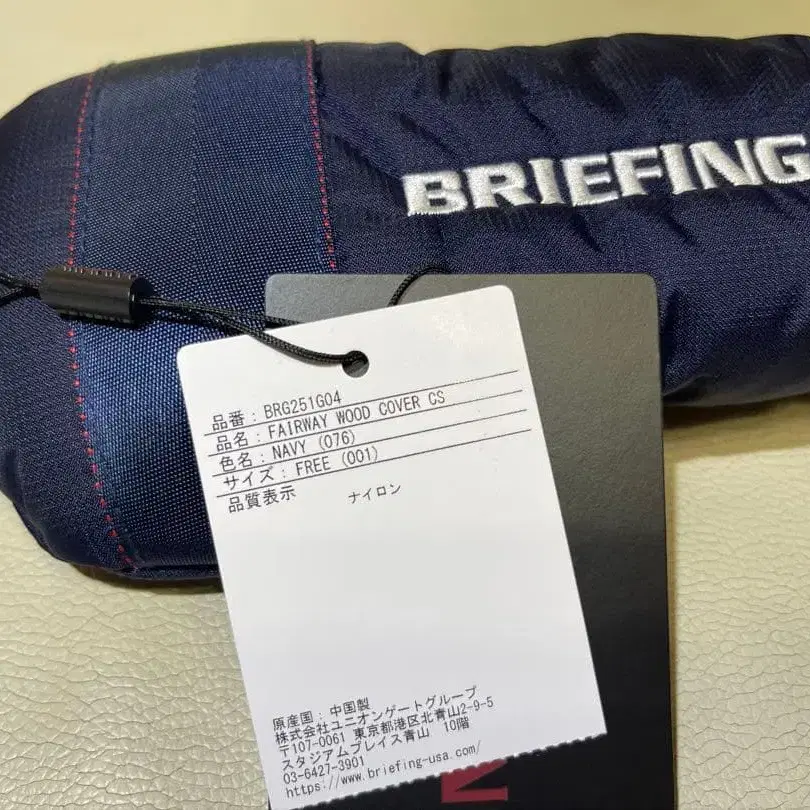 BRIEFING
品番 : BRG251G04
品名 : FAIRWAY WOOD COVER CS
色名 : NAVY (076)
サイズ : FREE (001)
品質表示 ナイロン
原産国 : 中国製
株式会社ユニオンゲートグループ
〒107-0061 東京都港区北青山2-9-5
スタジアムプレイス青山 10階
03-6427-3901
https://www.briefing-usa.com/